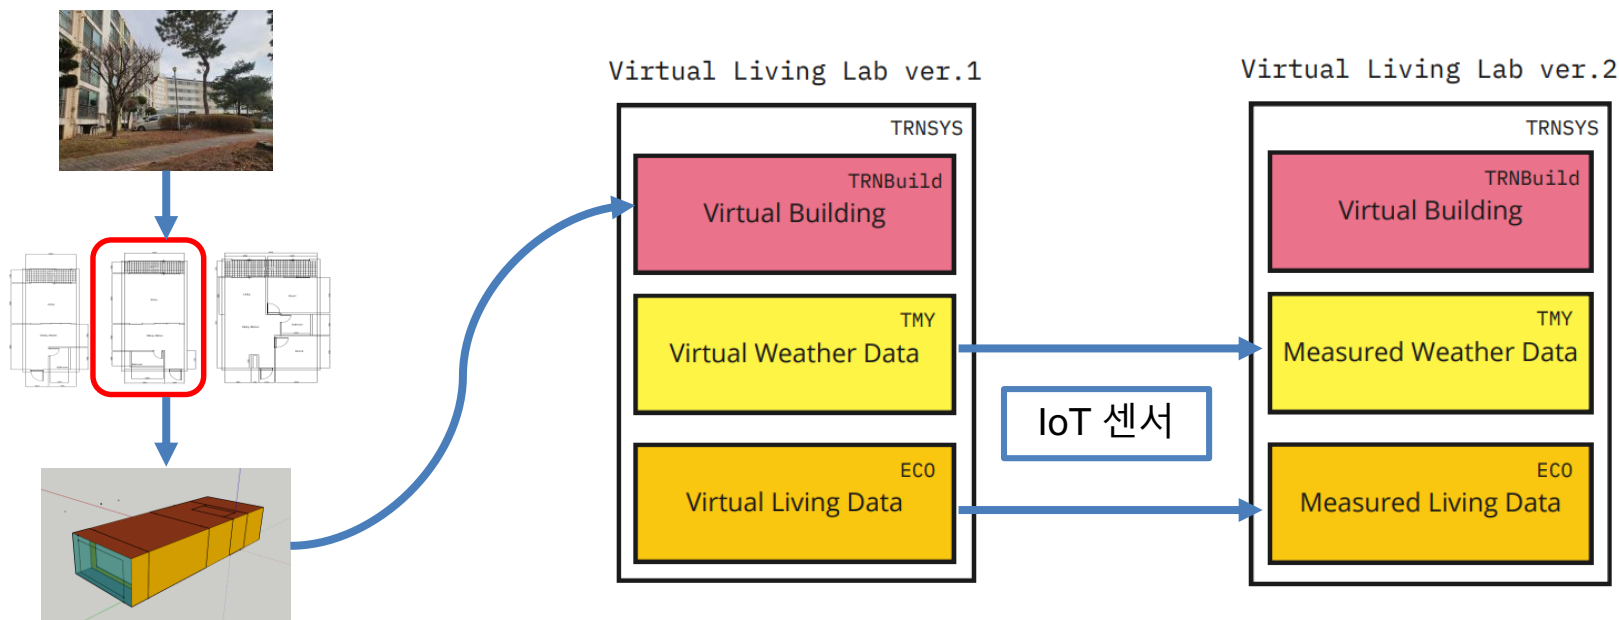 Virtual Living Lab ver.1
TRNSYS
TRNBuild
Virtual Building
TMY
Virtual Weather Data
ECO
Virtual Living Data
IoT 센서
Virtual Living Lab ver.2
TRNSYS
TRNBuild
Virtual Building
TMY
Measured Weather Data
ECO
Measured Living Data